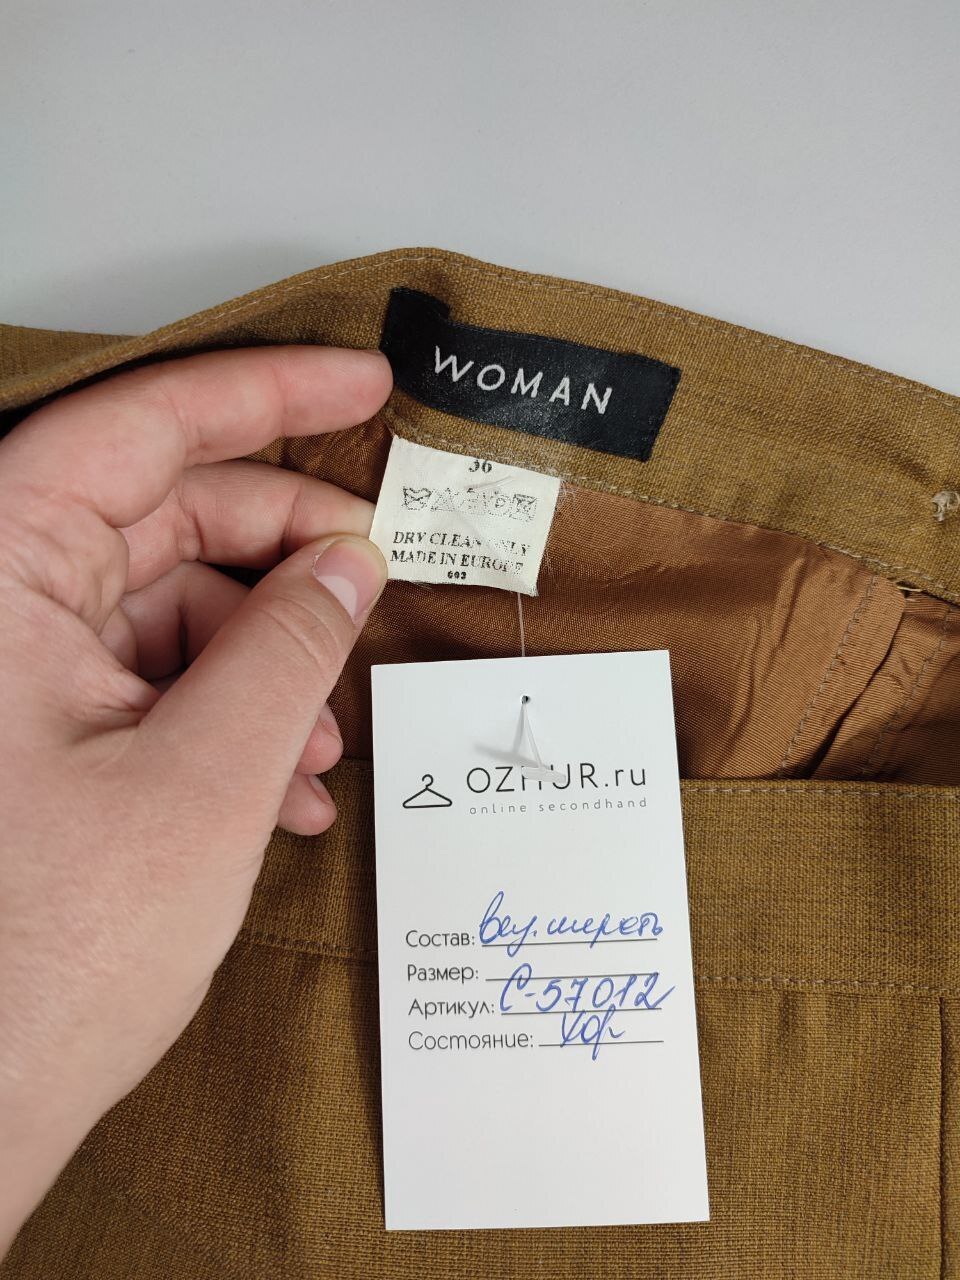 WOMAN
36
DRY CLEAN ONLY
MADE IN EUROPE
603
OZHUR.ru
online secondhand
Состав: виз. шерсть
Размер:
Артикул: С-57012
Состояние: хор